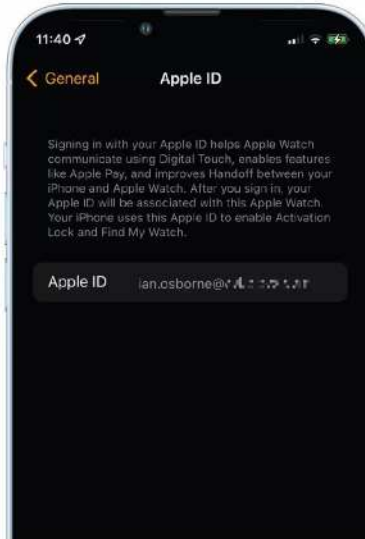 11:40
General
Apple ID
Signing in with your Apple ID helps Apple Watch
communicate using Digital Touch, enables features
like Apple Pay, and improves Handoff between your
iPhone and Apple Watch. After you sign in, your
Apple ID will be associated with this Apple Watch.
Your iPhone uses this Apple ID to enable Activation
Lock and Find My Watch.
Apple ID ian.osborne@